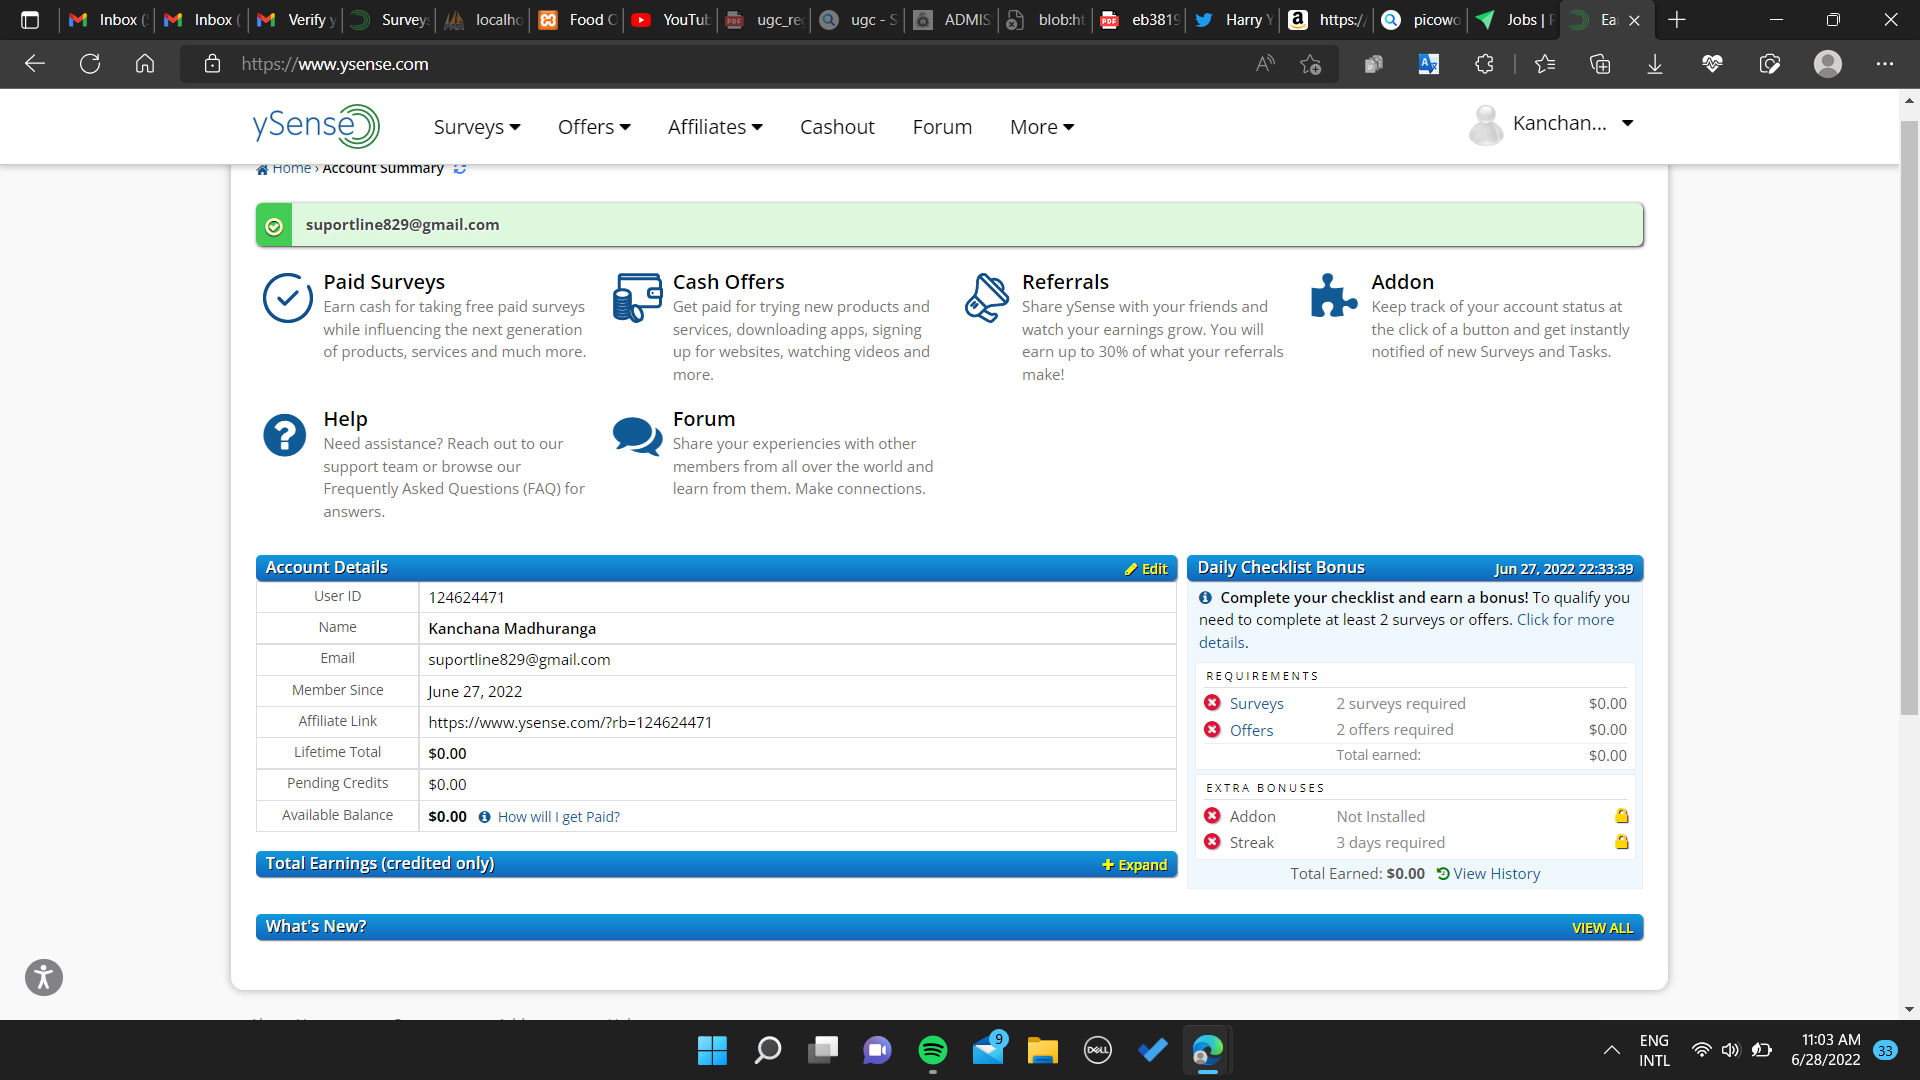 Inbox (
Inbox (
Verify y
Survey
localho
Food O
YouTub
ugc_rec
ugc - S
ADMIS
blob:ht
eb3819
Harry Y
https:/
picowo
Jobs |
Ea
https://www.ysense.com
ySense
Surveys
Offers
Affiliates
Cashout
Forum
More
Kanchan...
Home › Account Summary
suportline829@gmail.com
Paid Surveys
Earn cash for taking free paid surveys
while influencing the next generation
of products, services and much more.
Cash Offers
Get paid for trying new products and
services, downloading apps, signing
up for websites, watching videos and
more.
Referrals
Share ySense with your friends and
watch your earnings grow. You will
earn up to 30% of what your referrals
make!
Addon
Keep track of your account status at
the click of a button and get instantly
notified of new Surveys and Tasks.
Help
Need assistance? Reach out to our
support team or browse our
Frequently Asked Questions (FAQ) for
answers.
Forum
Share your experiencies with other
members from all over the world and
learn from them. Make connections.
Account Details
Edit
User ID 124624471
Name Kanchana Madhuranga
Email suportline829@gmail.com
Member Since June 27, 2022
Affiliate Link https://www.ysense.com/?rb=124624471
Lifetime Total $0.00
Pending Credits $0.00
Available Balance $0.00 How will I get Paid?
Total Earnings (credited only)
Expand
Daily Checklist Bonus
Jun 27, 2022 22:33:39
Complete your checklist and earn a bonus! To qualify you
need to complete at least 2 surveys or offers. Click for more
details.
REQUIREMENTS
Surveys 2 surveys required $0.00
Offers 2 offers required $0.00
Total earned: $0.00
EXTRA BONUSES
Addon Not Installed
Streak 3 days required
Total Earned: $0.00 View History
What's New?
VIEW ALL
9
DELL
ENG
INTL
11:03 AM
6/28/2022
33